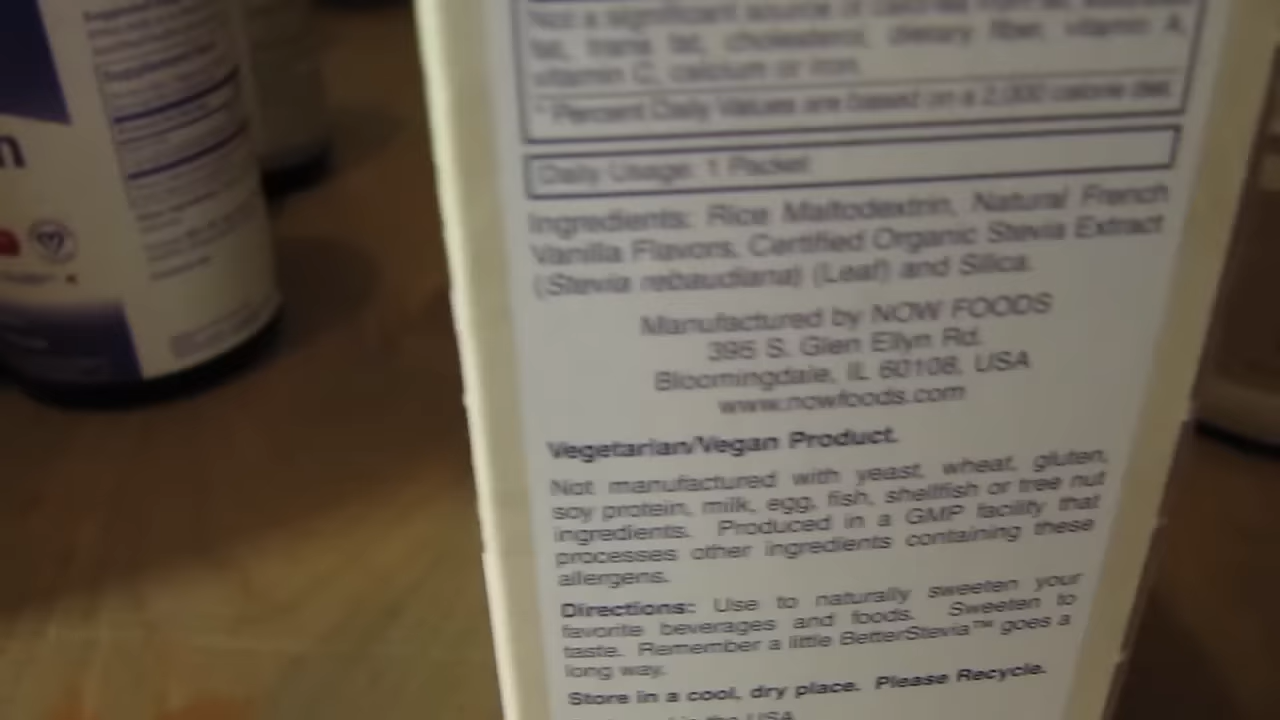 Not a significant source of calories from fat, saturated
fat, trans fat, cholesterol, dietary fiber, vitamin A,
vitamin C, calcium or iron.
* Percent Daily Values are based on a 2,000 calorie diet.
Daily Usage: 1 Packet
Ingredients: Rice Maltodextrin, Natural French
Vanilla Flavors, Certified Organic Stevia Extract
(Stevia rebaudiana) (Leaf) and Silica.
Manufactured by NOW FOODS
395 S. Glen Ellyn Rd.
Bloomingdale, IL 60108, USA
www.nowfoods.com
Vegetarian/Vegan Product.
Not manufactured with yeast, wheat, gluten,
soy protein, milk, egg, fish, shellfish or tree nut
ingredients. Produced in a GMP facility that
processes other ingredients containing these
allergens.
Directions: Use to naturally sweeten your
favorite beverages and foods. Sweeten to
taste. Remember a little BetterStevia™ goes a
long way.
Store in a cool, dry place. Please Recycle.
in the USA